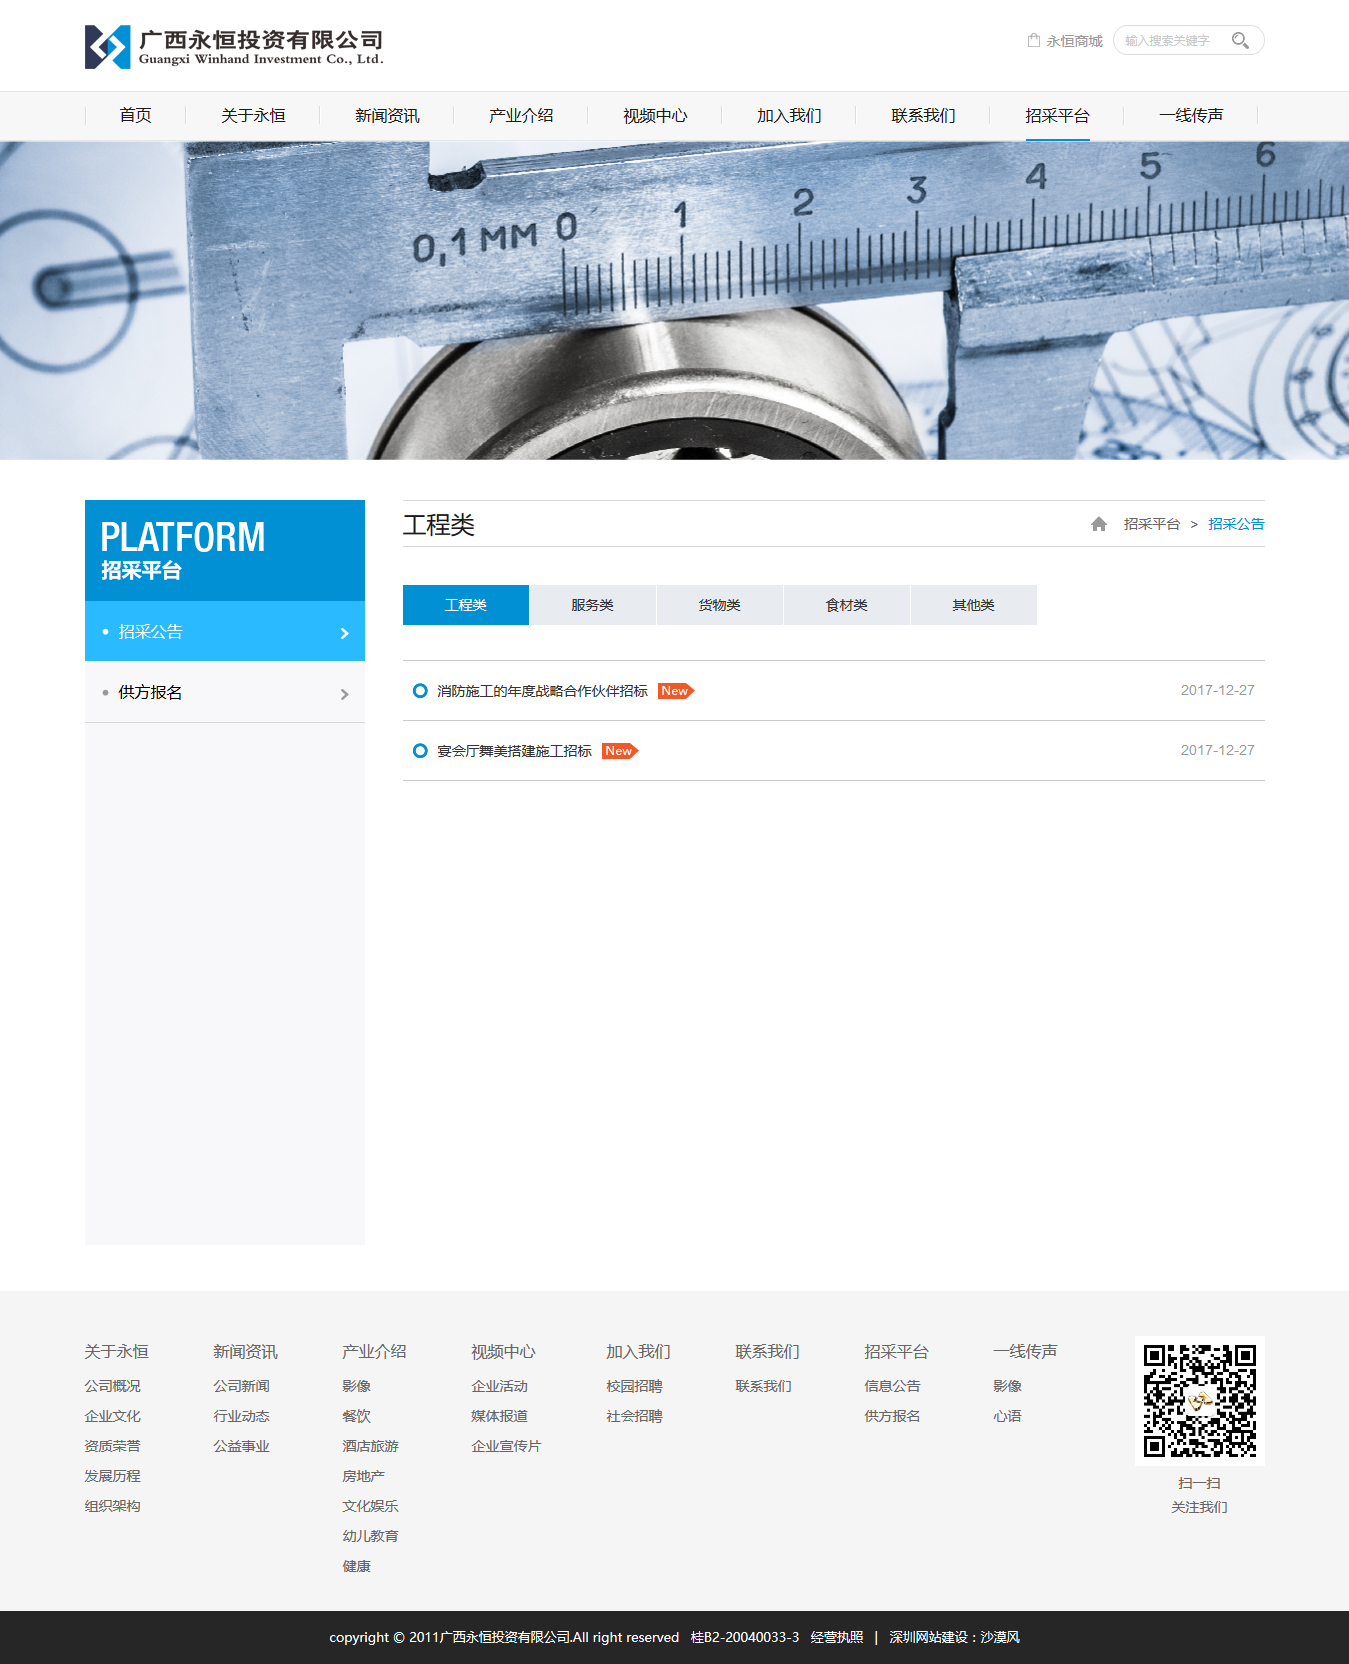 广西永恒投资有限公司
Guangxi Winhand Investment Co., Ltd.
永恒商城
输入搜索关键字
首页 关于永恒 新闻资讯 产业介绍 视频中心 加入我们 联系我们 招采平台 一线传声
0,1 MM 0 1 2 3 4 5 6
PLATFORM
招采平台
招采公告
供方报名
工程类
招采平台 > 招采公告
工程类 服务类 货物类 食材类 其他类
消防施工的年度战略合作伙伴招标 New 2017-12-27
宴会厅舞美搭建施工招标 New 2017-12-27
关于永恒 新闻资讯 产业介绍 视频中心 加入我们 联系我们 招采平台 一线传声
公司概况 公司新闻 影像 企业活动 校园招聘 联系我们 信息公告 影像
企业文化 行业动态 餐饮 媒体报道 社会招聘 供方报名 心语
资质荣誉 公益事业 酒店旅游 企业宣传片
发展历程 房地产
组织架构 文化娱乐
幼儿教育
健康
扫一扫
关注我们
copyright © 2011广西永恒投资有限公司.All right reserved 桂B2-20040033-3 经营执照 | 深圳网站建设：沙漠风